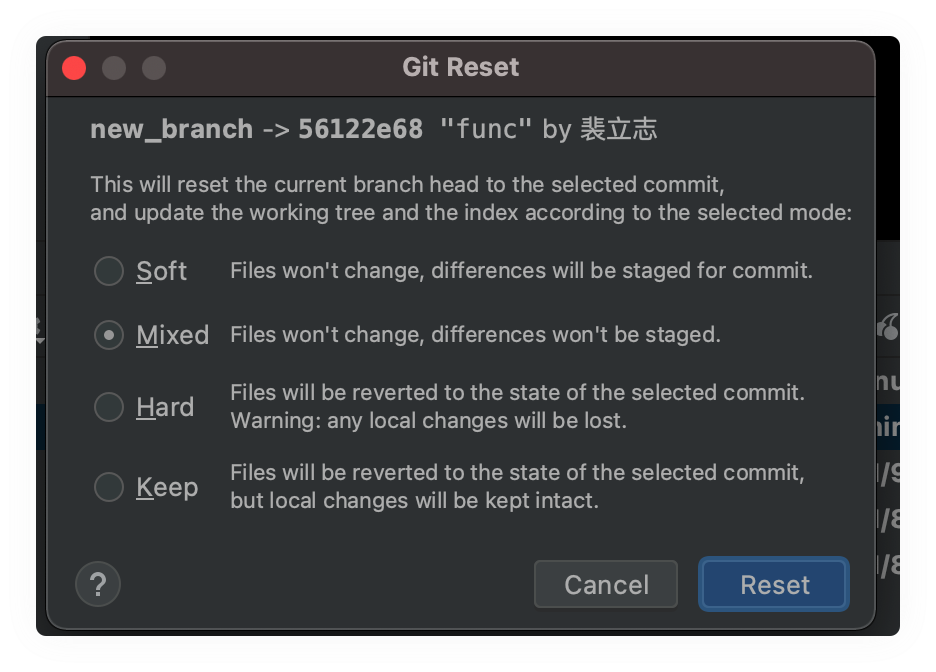 Git Reset
new_branch -> 56122e68 "func" by 裴立志
This will reset the current branch head to the selected commit,
and update the working tree and the index according to the selected mode:
Soft Files won't change, differences will be staged for commit.
Mixed Files won't change, differences won't be staged.
Hard Files will be reverted to the state of the selected commit.
Warning: any local changes will be lost.
Keep Files will be reverted to the state of the selected commit,
but local changes will be kept intact.
? Cancel Reset